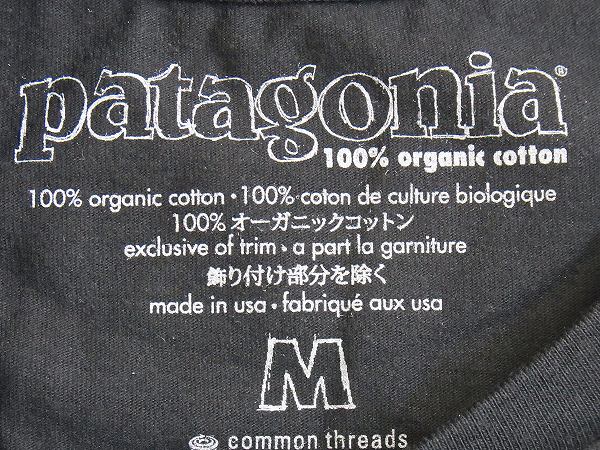 patagonia®
100% organic cotton
100% organic cotton • 100% coton de culture biologique
100% オーガニックコットン
exclusive of trim • a part la garniture
飾り付け部分を除く
made in usa • fabriqué aux usa
M
common threads